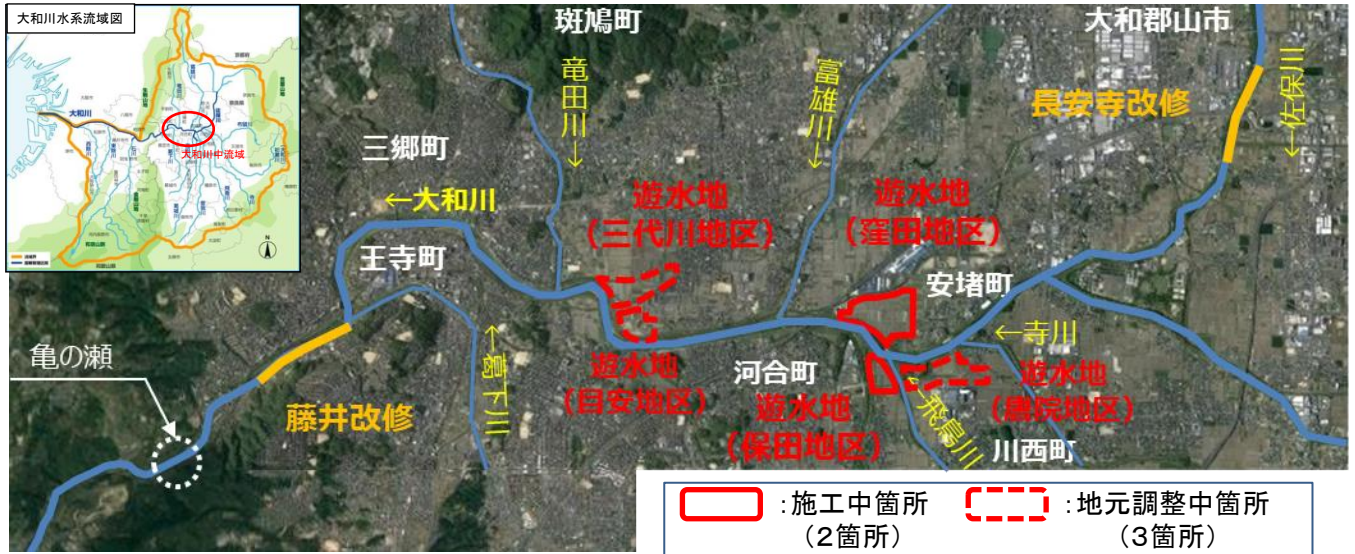 大和川水系流域図
大和川
大和川中流域
斑鳩町
大和郡山市
竜田川→
富雄川→
←佐保川
長安寺改修
三郷町
←大和川
遊水地
(三代川地区)
遊水地
(窪田地区)
王寺町
安堵町
←寺川
亀の瀬
←葛下川
遊水地
(目安地区)
河合町
遊水地
(保田地区)
←飛鳥川
遊水地
(唐院地区)
藤井改修
川西町
:施工中箇所
(2箇所)
:地元調整中箇所
(3箇所)